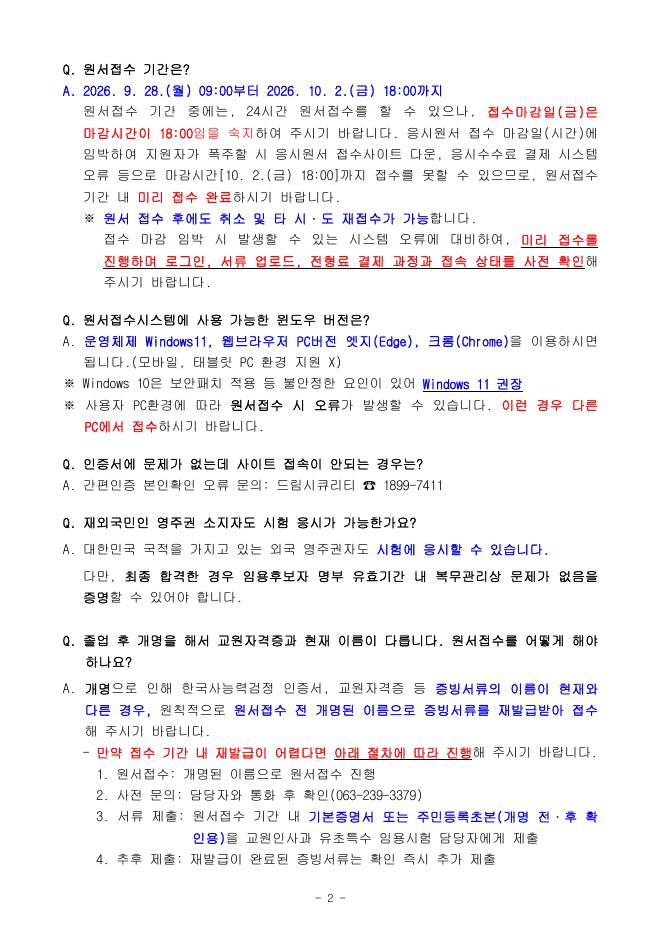 Q. 원서접수 기간은?
A. 2026. 9. 28.(월) 09:00부터 2026. 10. 2.(금) 18:00까지
원서접수 기간 중에는, 24시간 원서접수를 할 수 있으나, 접수마감일(금)은
마감시간이 18:00임을 숙지하여 주시기 바랍니다. 응시원서 접수 마감일(시간)에
임박하여 지원자가 폭주할 시 응시원서 접수사이트 다운, 응시수수료 결제 시스템
오류 등으로 마감시간[10. 2.(금) 18:00]까지 접수를 못할 수 있으므로, 원서접수
기간 내 미리 접수 완료하시기 바랍니다.
※ 원서 접수 후에도 취소 및 타 시·도 재접수가 가능합니다.
접수 마감 임박 시 발생할 수 있는 시스템 오류에 대비하여, 미리 접수를
진행하며 로그인, 서류 업로드, 전형료 결제 과정과 접속 상태를 사전 확인해
주시기 바랍니다.
Q. 원서접수시스템에 사용 가능한 윈도우 버전은?
A. 운영체제 Windows11, 웹브라우저 PC버전 엣지(Edge), 크롬(Chrome)을 이용하시면
됩니다.(모바일, 태블릿 PC 환경 지원 X)
※ Windows 10은 보안패치 적용 등 불안정한 요인이 있어 Windows 11 권장
※ 사용자 PC환경에 따라 원서접수 시 오류가 발생할 수 있습니다. 이런 경우 다른
PC에서 접수하시기 바랍니다.
Q. 인증서에 문제가 없는데 사이트 접속이 안되는 경우는?
A. 간편인증 본인확인 오류 문의: 드림시큐리티 ☎ 1899-7411
Q. 재외국민인 영주권 소지자도 시험 응시가 가능한가요?
A. 대한민국 국적을 가지고 있는 외국 영주권자도 시험에 응시할 수 있습니다.
다만, 최종 합격한 경우 임용후보자 명부 유효기간 내 복무관리상 문제가 없음을
증명할 수 있어야 합니다.
Q. 졸업 후 개명을 해서 교원자격증과 현재 이름이 다릅니다. 원서접수를 어떻게 해야
하나요?
A. 개명으로 인해 한국사능력검정 인증서, 교원자격증 등 증빙서류의 이름이 현재와
다른 경우, 원칙적으로 원서접수 전 개명된 이름으로 증빙서류를 재발급받아 접수
해 주시기 바랍니다.
- 만약 접수 기간 내 재발급이 어렵다면 아래 절차에 따라 진행해 주시기 바랍니다.
1. 원서접수: 개명된 이름으로 원서접수 진행
2. 사전 문의: 담당자와 통화 후 확인(063-239-3379)
3. 서류 제출: 원서접수 기간 내 기본증명서 또는 주민등록초본(개명 전·후 확
인용)을 교원인사과 유초특수 임용시험 담당자에게 제출
4. 추후 제출: 재발급이 완료된 증빙서류는 확인 즉시 추가 제출
- 2 -